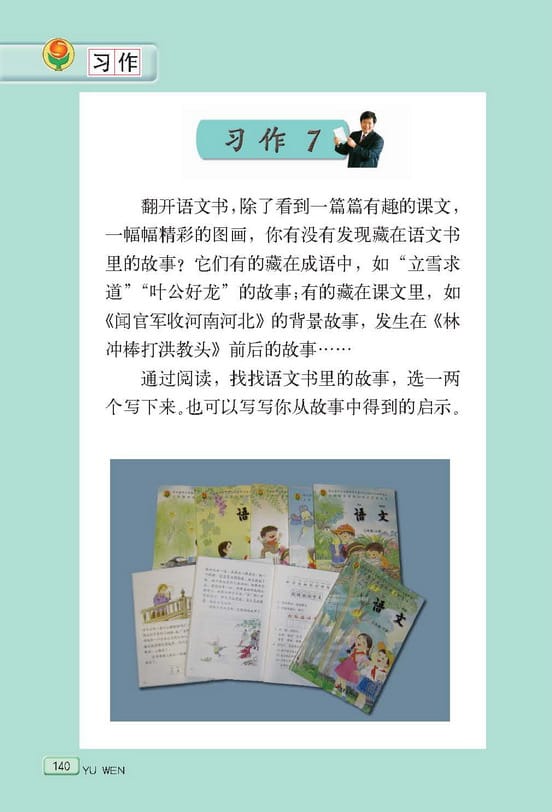 习作
习作 7
翻开语文书，除了看到一篇篇有趣的课文，
一幅幅精彩的图画，你有没有发现藏在语文书
里的故事？它们有的藏在成语中，如“立雪求
道”“叶公好龙”的故事；有的藏在课文里，如
《闻官军收河南河北》的背景故事，发生在《林
冲棒打洪教头》前后的故事……
通过阅读，找找语文书里的故事，选一两
个写下来。也可以写写你从故事中得到的启示。
语
语文
语文
140 YU WEN